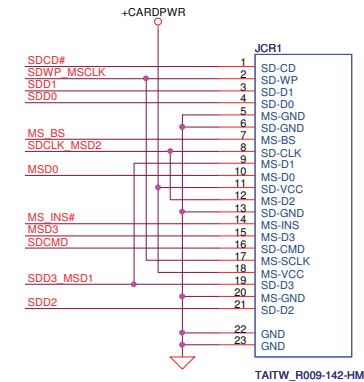 +CARDPWR
JCR1
SDCD# 1 SD-CD
SDWP_MSCLK 2 SD-WP
SDD1 3 SD-D1
SDD0 4 SD-D0
5 MS-GND
6 SD-GND
MS_BS 7 MS-BS
SDCLK_MSD2 8 SD-CLK
9 MS-D1
MSD0 10 MS-D0
11 SD-VCC
12 MS-D2
13 SD-GND
MS_INS# 14 MS-INS
MSD3 15 MS-D3
SDCMD 16 SD-CMD
17 MS-SCLK
18 MS-VCC
SDD3_MSD1 19 SD-D3
20 MS-GND
SDD2 21 SD-D2
22 GND
23 GND
TAITW_R009-142-HM